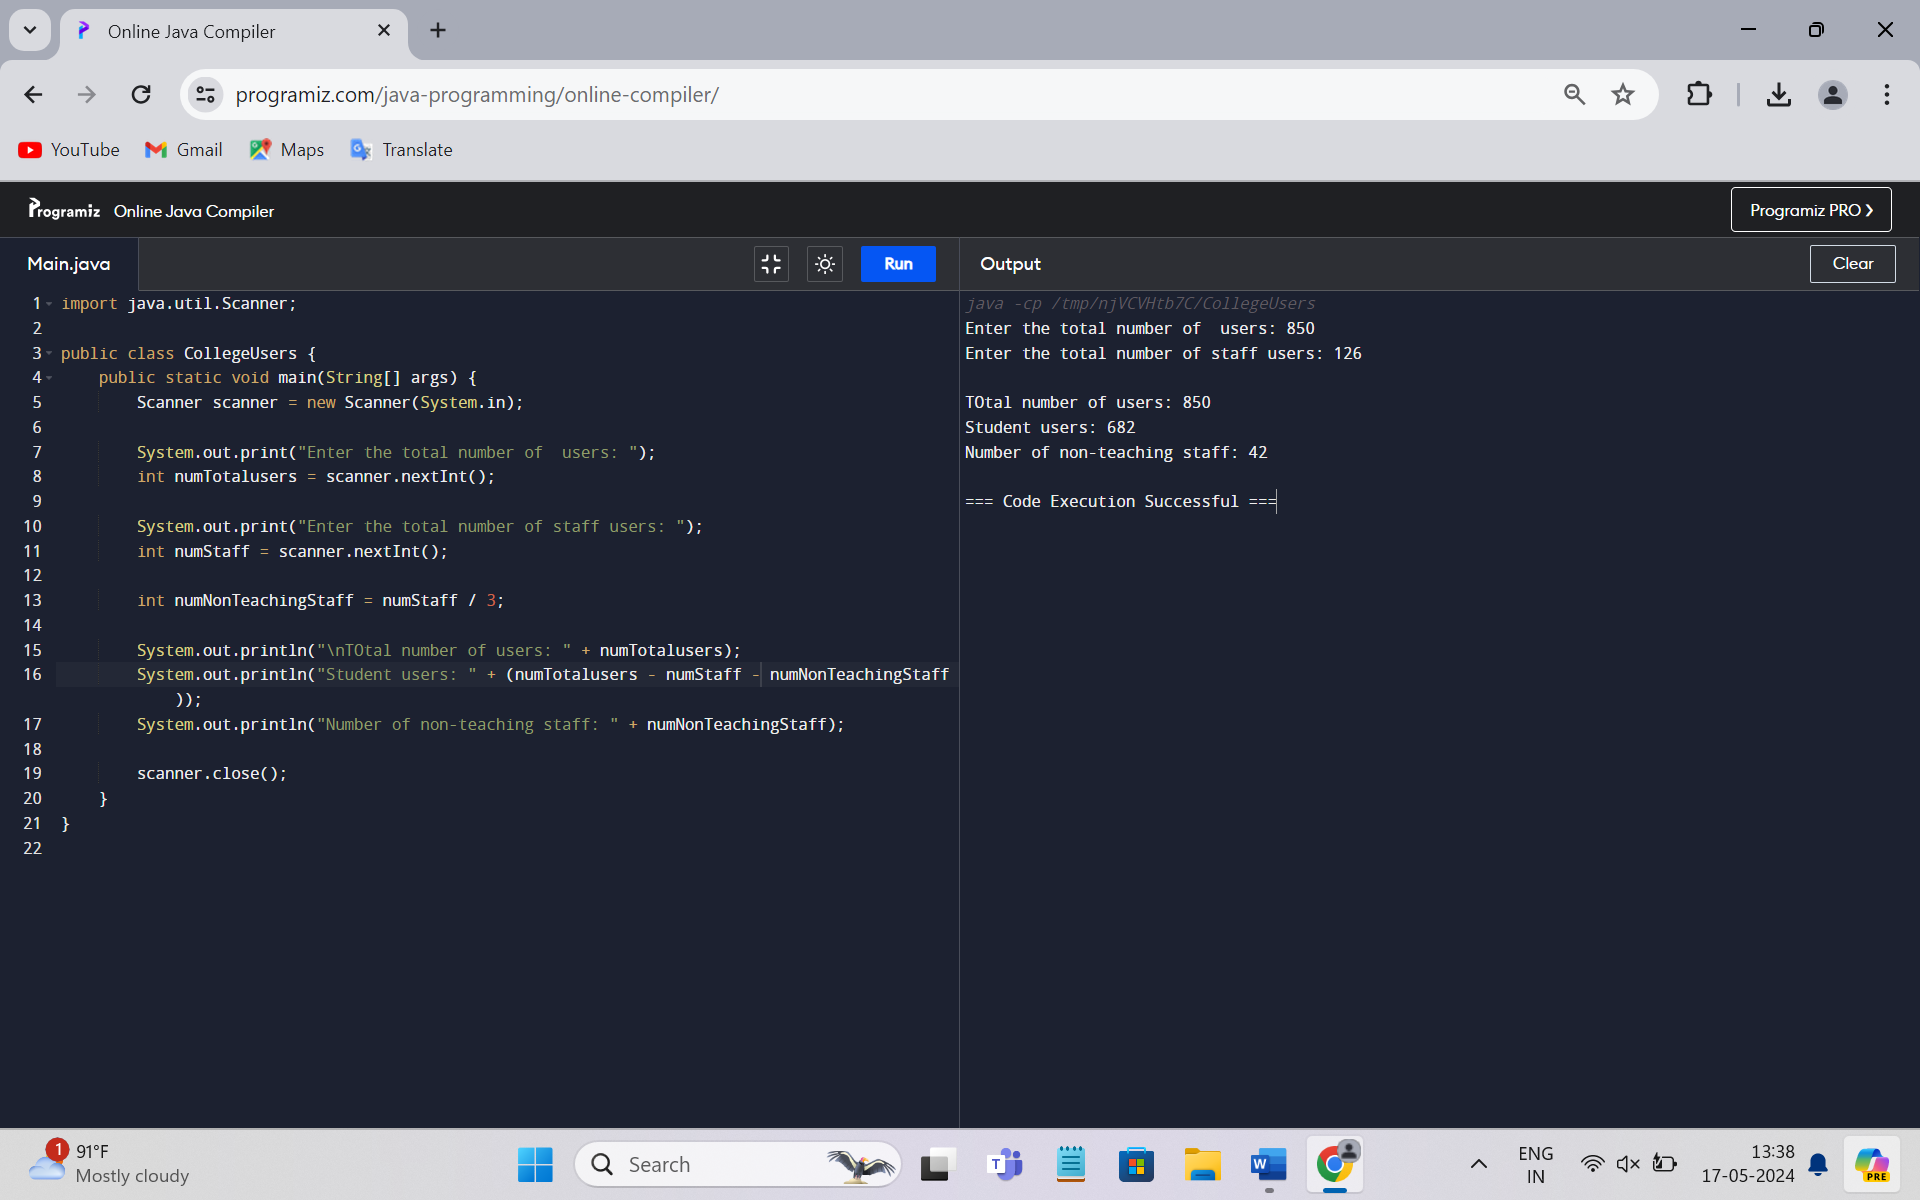 Online Java Compiler
programiz.com/java-programming/online-compiler/
YouTube
Gmail
Maps
Translate
Programiz Online Java Compiler
Programiz PRO
Main.java
Run
Output
Clear
1 import java.util.Scanner;
2
3 public class CollegeUsers {
4 public static void main(String[] args) {
5 Scanner scanner = new Scanner(System.in);
6
7 System.out.print("Enter the total number of  users: ");
8 int numTotalusers = scanner.nextInt();
9
10 System.out.print("Enter the total number of staff users: ");
11 int numStaff = scanner.nextInt();
12
13 int numNonTeachingStaff = numStaff / 3;
14
15 System.out.println("\nTOtal number of users: " + numTotalusers);
16 System.out.println("Student users: " + (numTotalusers - numStaff - numNonTeachingStaff
));
17 System.out.println("Number of non-teaching staff: " + numNonTeachingStaff);
18
19 scanner.close();
20 }
21 }
22
java -cp /tmp/njVCVHtb7C/CollegeUsers
Enter the total number of  users: 850
Enter the total number of staff users: 126
TOtal number of users: 850
Student users: 682
Number of non-teaching staff: 42
=== Code Execution Successful ===
1
91°F
Mostly cloudy
Search
ENG
IN
13:38
17-05-2024
PRE